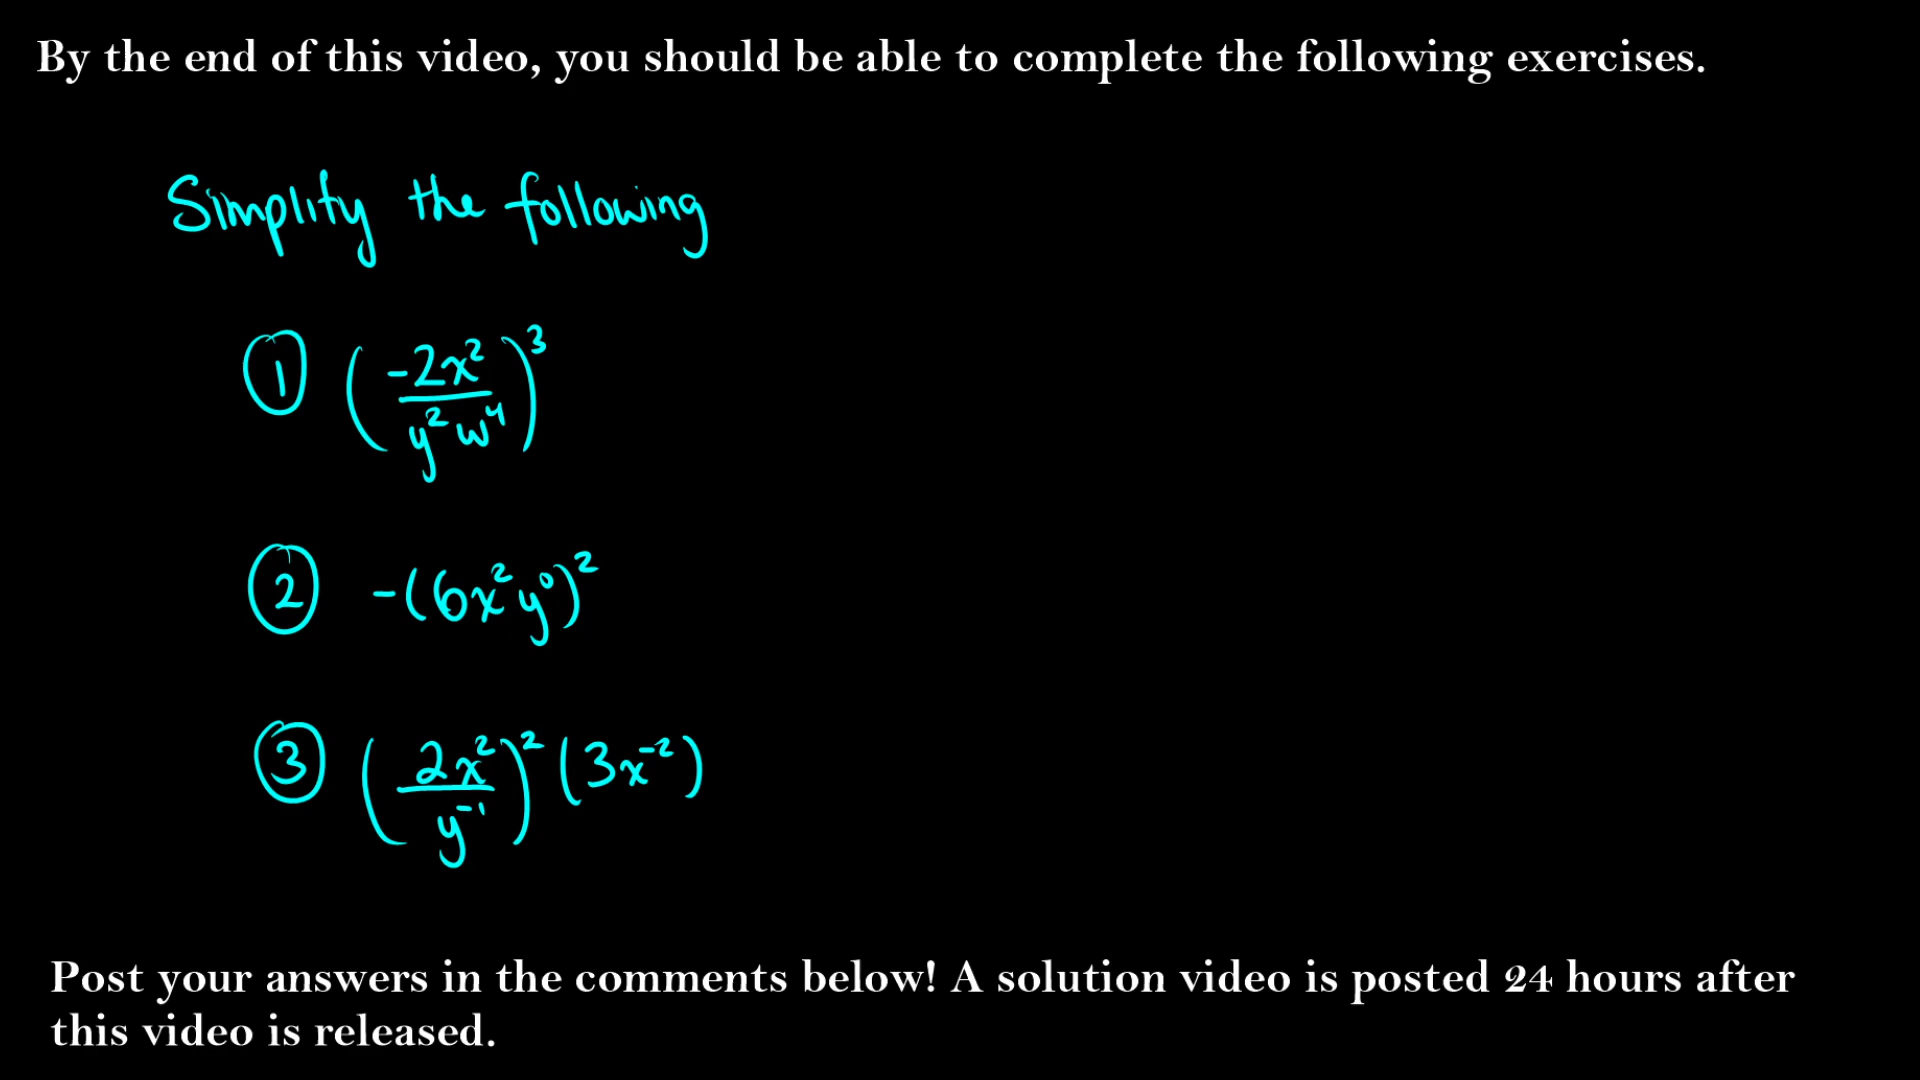 By the end of this video, you should be able to complete the following exercises.
Simplify the following
① (-2x²/y²w⁴)³
② -(6x²y⁰)²
③ (2x²/y⁻¹)² (3x⁻²)
Post your answers in the comments below! A solution video is posted 24 hours after
this video is released.